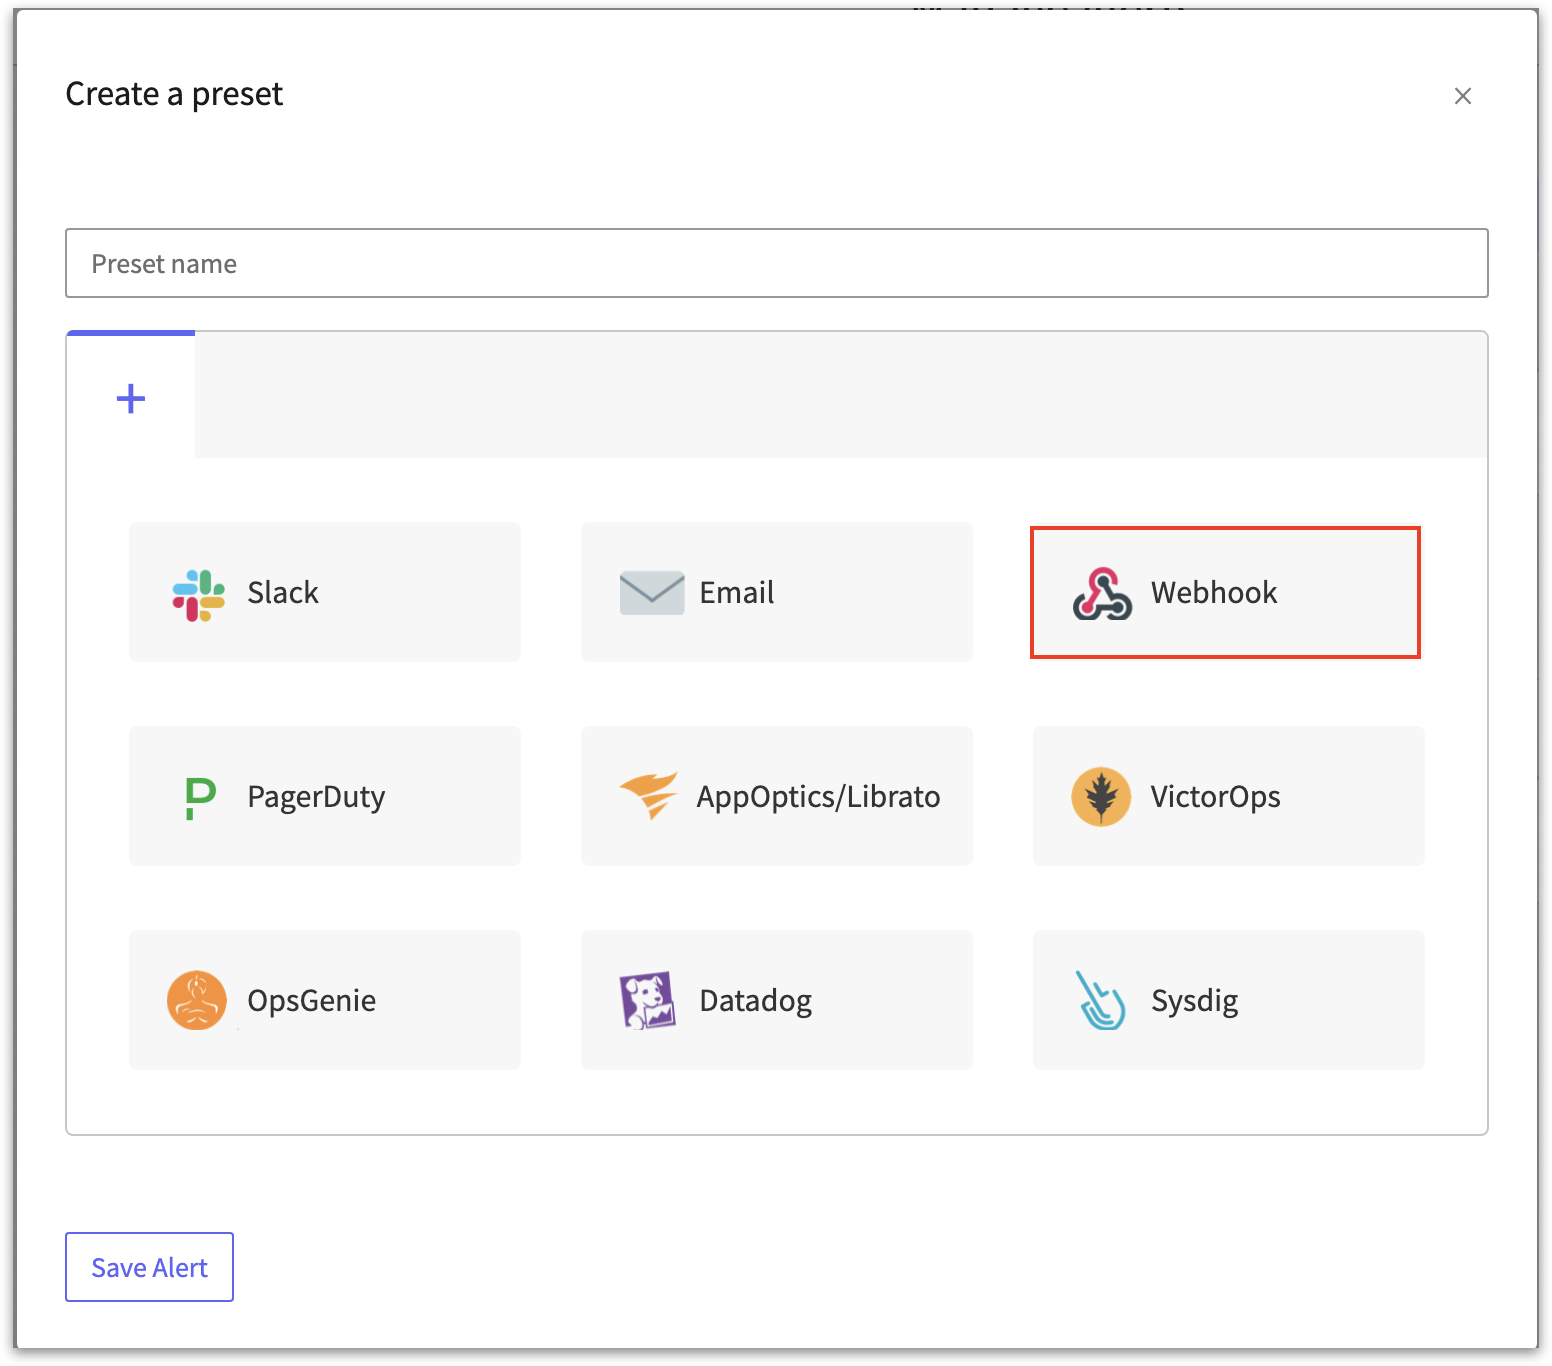 Create a preset
Preset name
Slack
Email
Webhook
PagerDuty
AppOptics/Librato
VictorOps
OpsGenie
Datadog
Sysdig
Save Alert